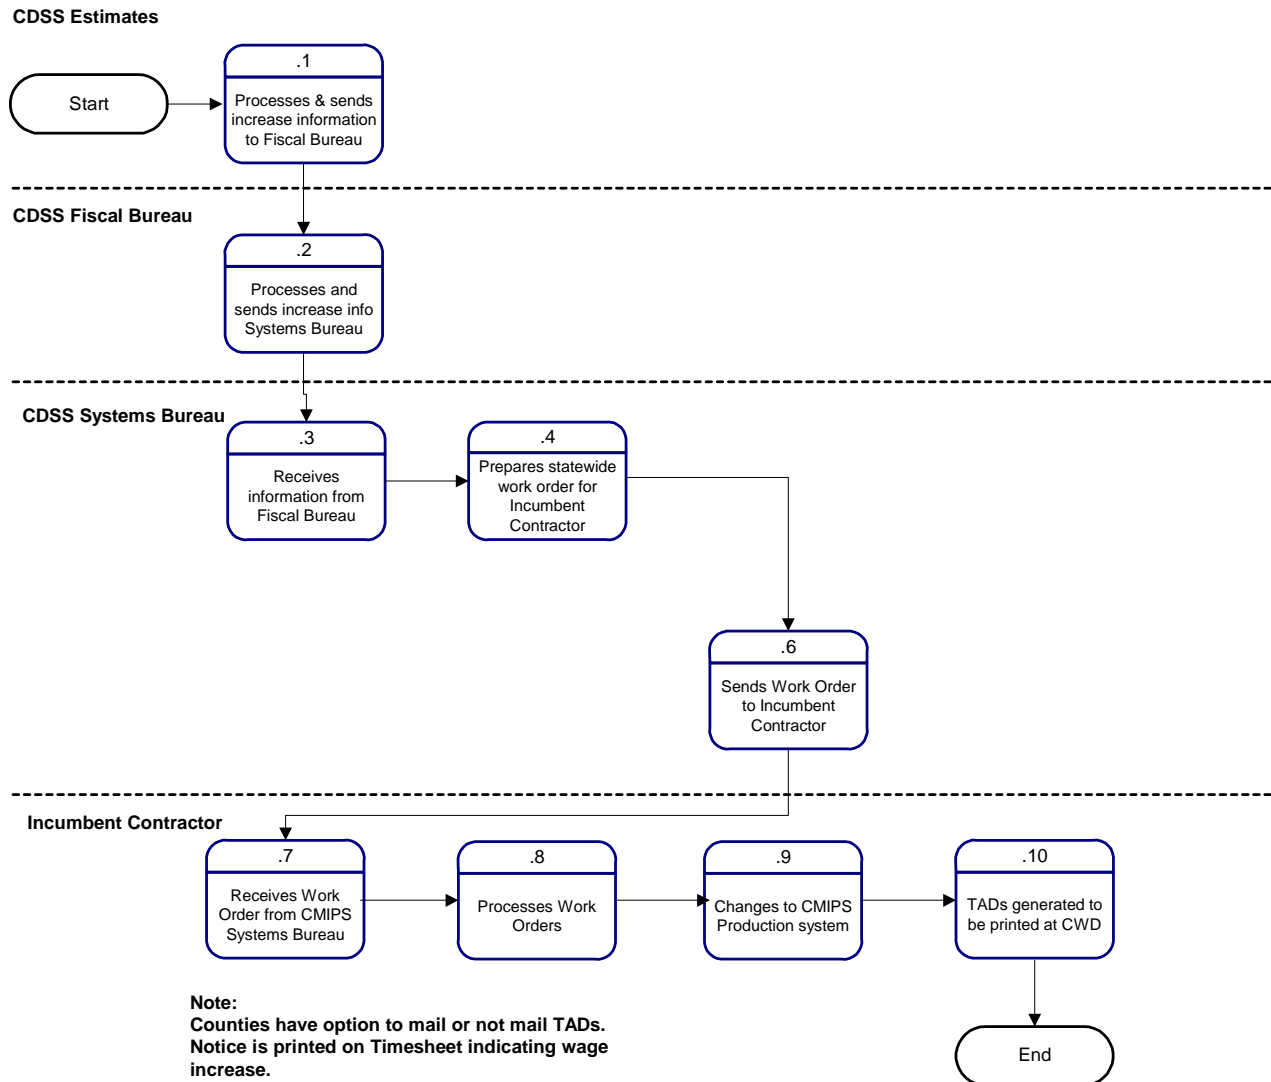 CDSS Estimates
Start
.1
Processes & sends
increase information
to Fiscal Bureau
CDSS Fiscal Bureau
.2
Processes and
sends increase info
Systems Bureau
CDSS Systems Bureau
.3
Receives
information from
Fiscal Bureau
.4
Prepares statewide
work order for
Incumbent
Contractor
.6
Sends Work Order
to Incumbent
Contractor
Incumbent Contractor
.7
Receives Work
Order from CMIPS
Systems Bureau
.8
Processes Work
Orders
.9
Changes to CMIPS
Production system
.10
TADs generated to
be printed at CWD
Note:
Counties have option to mail or not mail TADs.
Notice is printed on Timesheet indicating wage
increase.
End